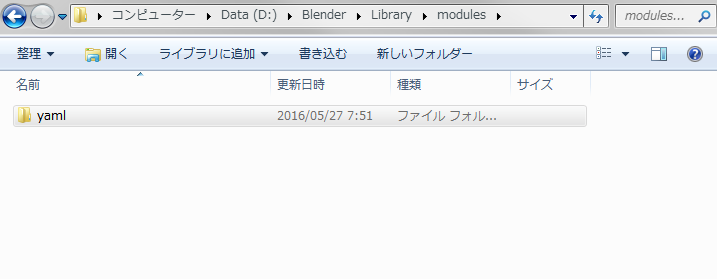 コンピューター ▸ Data (D:) ▸ Blender ▸ Library ▸ modules ▸ modules...
整理 開く ライブラリに追加 書き込む 新しいフォルダー
名前 更新日時 種類 サイズ
yaml 2016/05/27 7:51 ファイル フォル...